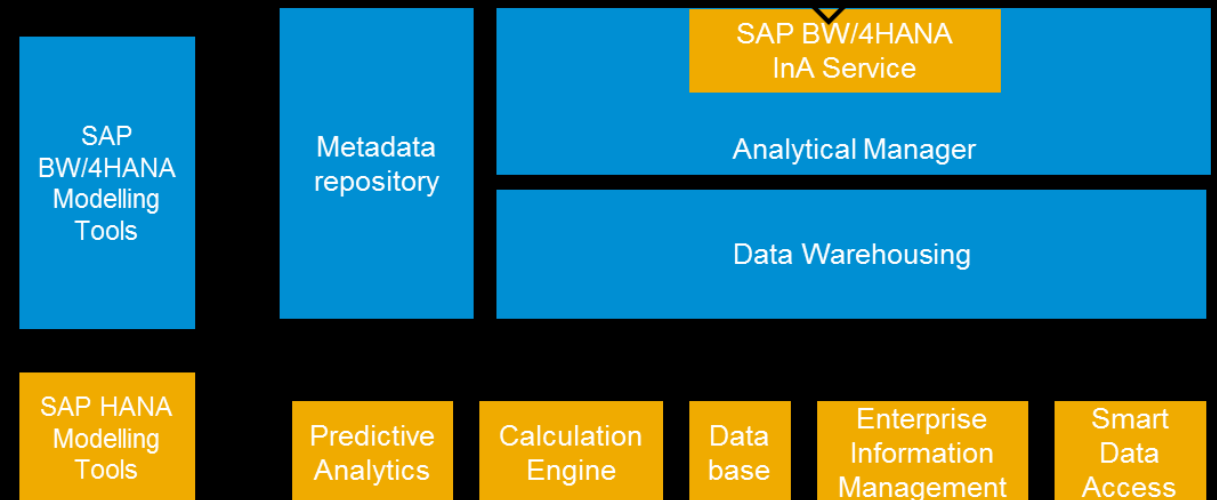 SAP
BW/4HANA
Modelling
Tools
Metadata
repository
SAP BW/4HANA
InA Service
Analytical Manager
Data Warehousing
SAP HANA
Modelling
Tools
Predictive
Analytics
Calculation
Engine
Data
base
Enterprise
Information
Management
Smart
Data
Access